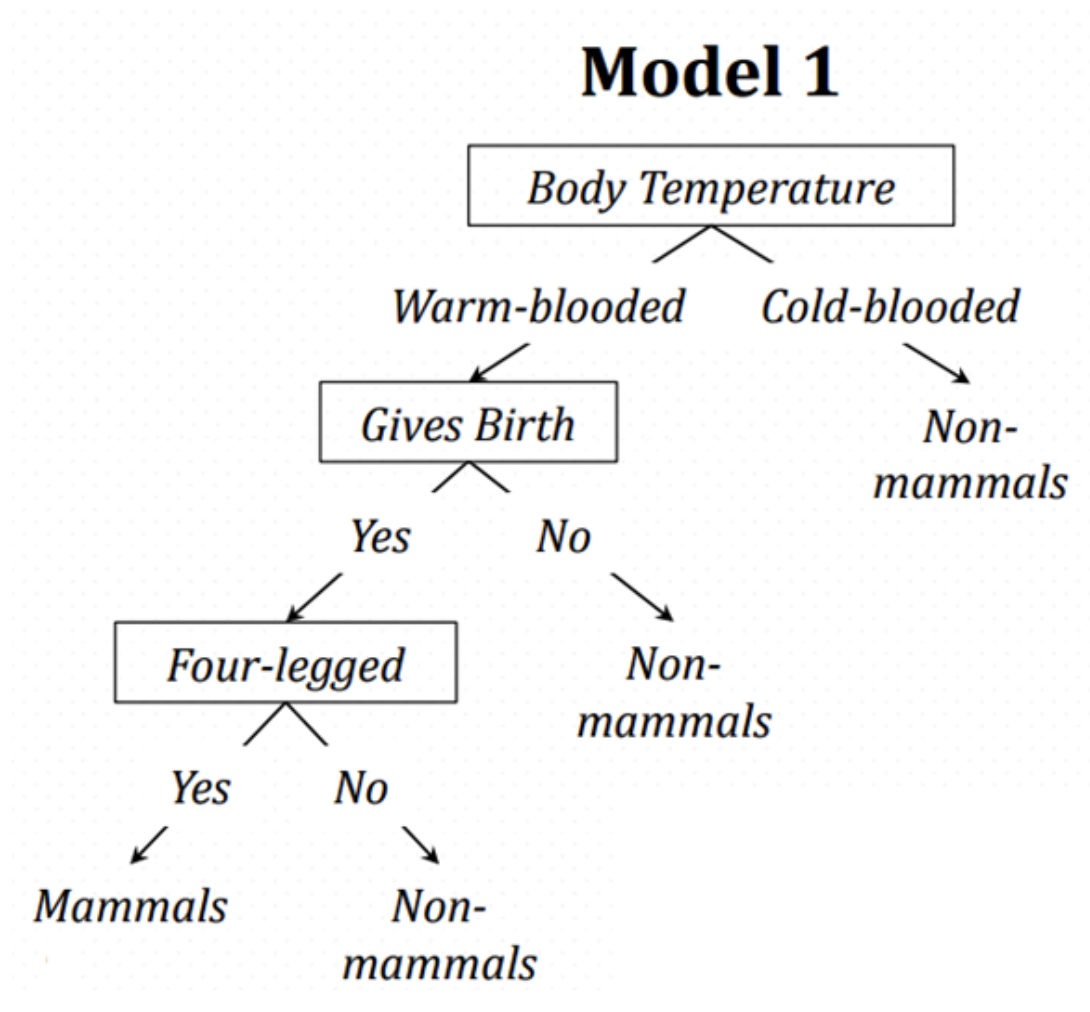 Model 1
Body Temperature
Warm-blooded
Cold-blooded
Gives Birth
Non-
mammals
Yes
No
Four-legged
Non-
mammals
Yes
No
Mammals
Non-
mammals